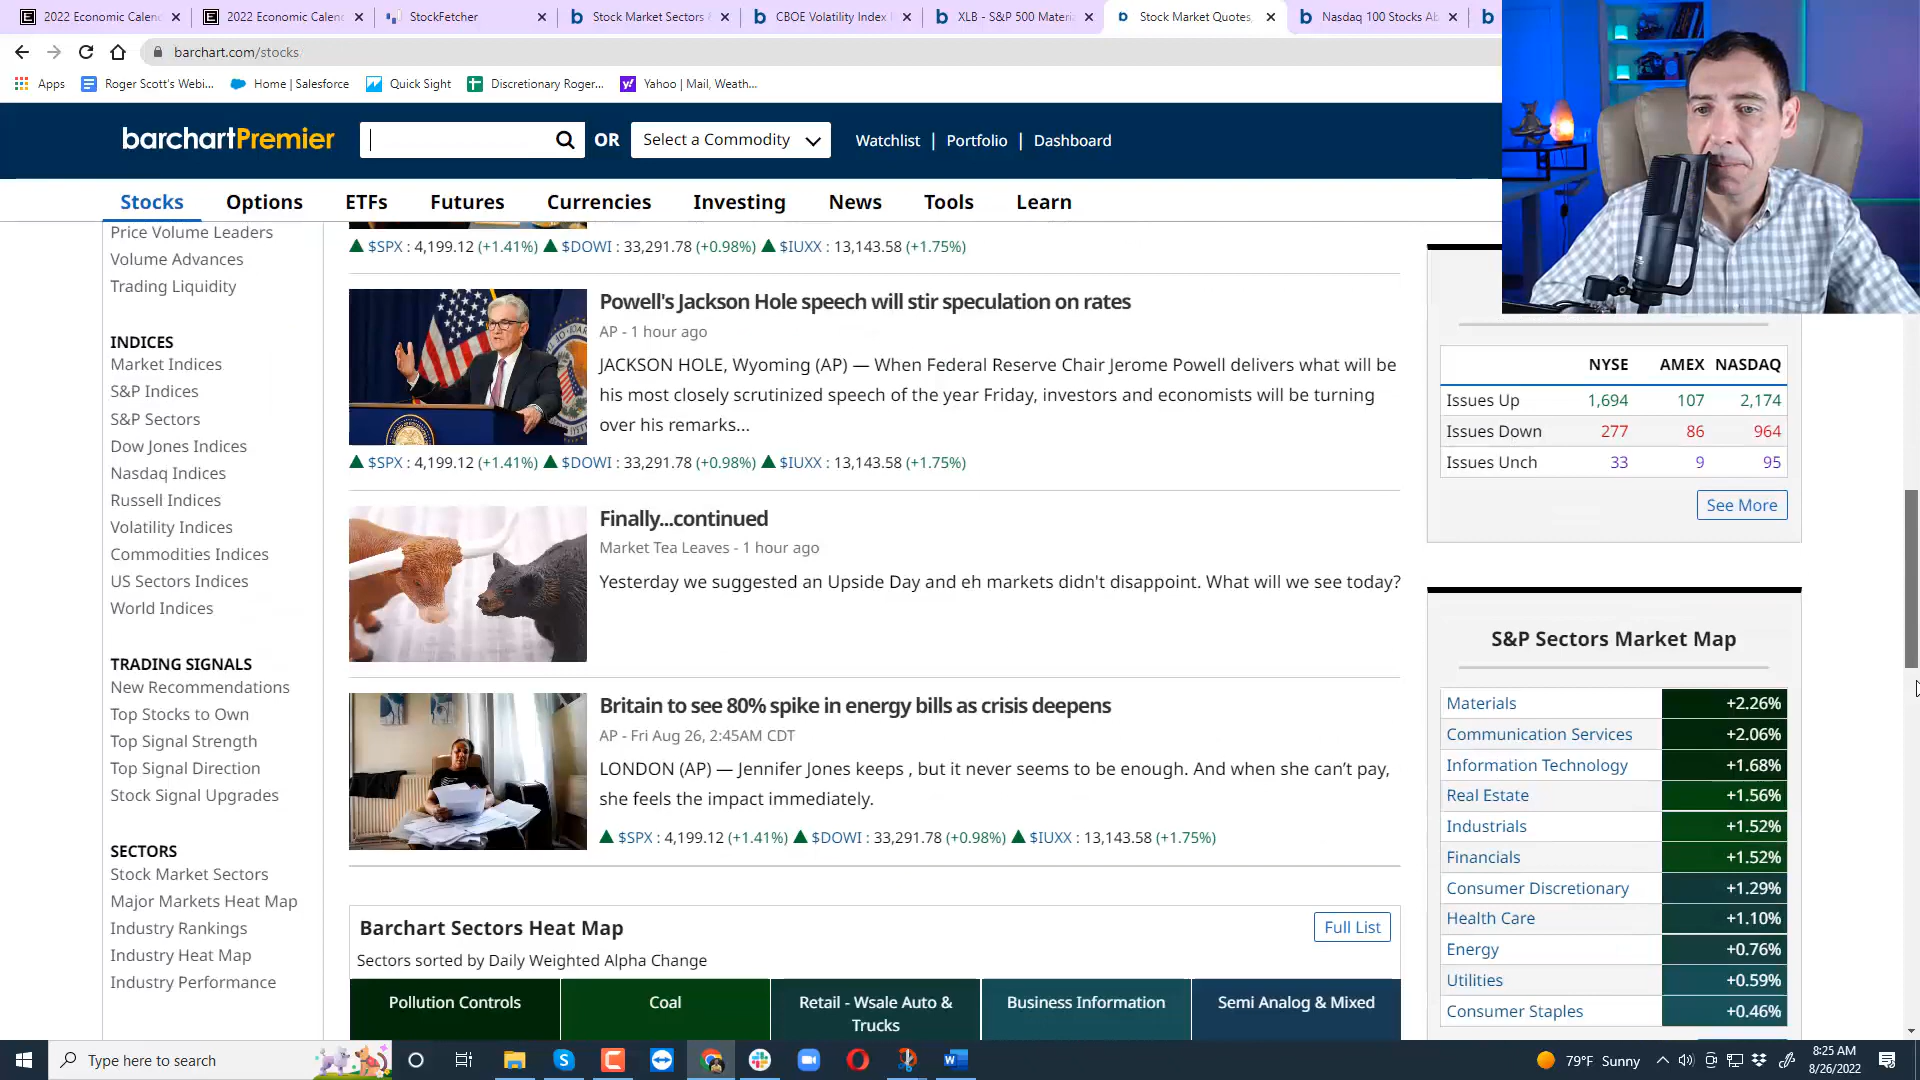 2022 Economic Calen
2022 Economic Calen
StockFetcher
Stock Market Sectors
CBOE Volatility Index
XLB - S&P 500 Materi
Stock Market Quotes,
Nasdaq 100 Stocks Ab
barchart.com/stocks
Apps
Roger Scott's Webi...
Home | Salesforce
Quick Sight
Discretionary Roger...
Yahoo | Mail, Weath...
barchartPremier
OR
Select a Commodity
Watchlist | Portfolio | Dashboard
Stocks
Options
ETFs
Futures
Currencies
Investing
News
Tools
Learn
Price Volume Leaders
Volume Advances
Trading Liquidity
INDICES
Market Indices
S&P Indices
S&P Sectors
Dow Jones Indices
Nasdaq Indices
Russell Indices
Volatility Indices
Commodities Indices
US Sectors Indices
World Indices
TRADING SIGNALS
New Recommendations
Top Stocks to Own
Top Signal Strength
Top Signal Direction
Stock Signal Upgrades
SECTORS
Stock Market Sectors
Major Markets Heat Map
Industry Rankings
Industry Heat Map
Industry Performance
$SPX : 4,199.12 (+1.41%) $DOWI : 33,291.78 (+0.98%) $IUXX : 13,143.58 (+1.75%)
Powell's Jackson Hole speech will stir speculation on rates
AP - 1 hour ago
JACKSON HOLE, Wyoming (AP) — When Federal Reserve Chair Jerome Powell delivers what will be
his most closely scrutinized speech of the year Friday, investors and economists will be turning
over his remarks...
$SPX : 4,199.12 (+1.41%) $DOWI : 33,291.78 (+0.98%) $IUXX : 13,143.58 (+1.75%)
Finally...continued
Market Tea Leaves - 1 hour ago
Yesterday we suggested an Upside Day and eh markets didn't disappoint. What will we see today?
Britain to see 80% spike in energy bills as crisis deepens
AP - Fri Aug 26, 2:45AM CDT
LONDON (AP) — Jennifer Jones keeps , but it never seems to be enough. And when she can't pay,
she feels the impact immediately.
$SPX : 4,199.12 (+1.41%) $DOWI : 33,291.78 (+0.98%) $IUXX : 13,143.58 (+1.75%)
Barchart Sectors Heat Map
Full List
Sectors sorted by Daily Weighted Alpha Change
Pollution Controls
Coal
Retail - Wsale Auto &
Trucks
Business Information
Semi Analog & Mixed
NYSE AMEX NASDAQ
Issues Up 1,694 107 2,174
Issues Down 277 86 964
Issues Unch 33 9 95
See More
S&P Sectors Market Map
Materials +2.26%
Communication Services +2.06%
Information Technology +1.68%
Real Estate +1.56%
Industrials +1.52%
Financials +1.52%
Consumer Discretionary +1.29%
Health Care +1.10%
Energy +0.76%
Utilities +0.59%
Consumer Staples +0.46%
Type here to search
79°F Sunny
8:25 AM
8/26/2022